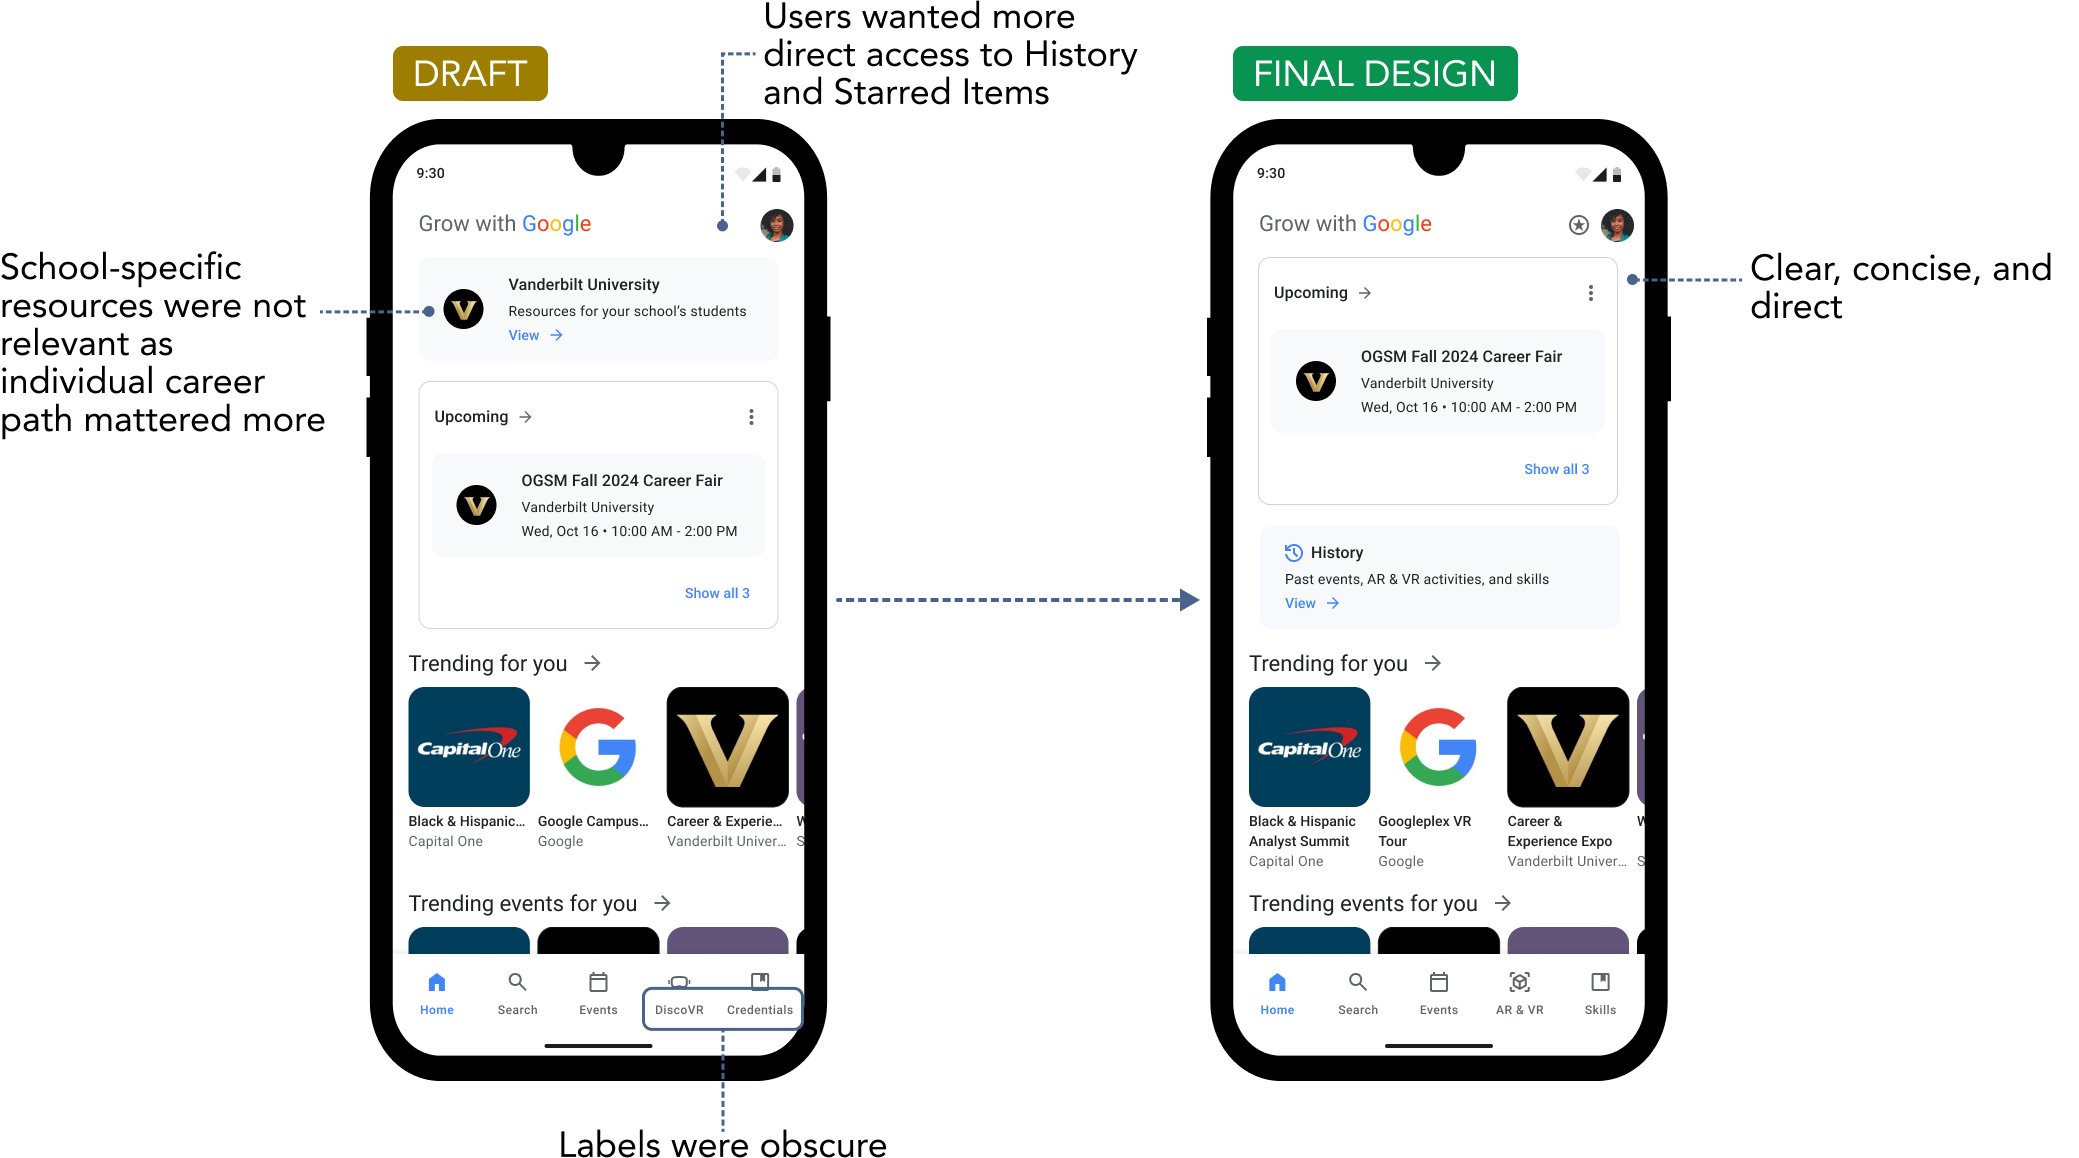 Users wanted more
direct access to History
and Starred Items
DRAFT
FINAL DESIGN
School-specific
resources were not
relevant as
individual career
path mattered more
9:30
Grow with Google
Vanderbilt University
Resources for your school's students
View
Upcoming
OGSM Fall 2024 Career Fair
Vanderbilt University
Wed, Oct 16 • 10:00 AM - 2:00 PM
Show all 3
Trending for you
CapitalOne
Black & Hispanic...
Capital One
Google Campus...
Google
Career & Experie...
Vanderbilt Univer...
Trending events for you
Home
Search
Events
DiscoVR
Credentials
Labels were obscure
9:30
Grow with Google
Upcoming
OGSM Fall 2024 Career Fair
Vanderbilt University
Wed, Oct 16 • 10:00 AM - 2:00 PM
Show all 3
History
Past events, AR & VR activities, and skills
View
Trending for you
CapitalOne
Black & Hispanic
Analyst Summit
Capital One
Googleplex VR
Tour
Google
Career &
Experience Expo
Vanderbilt Univer...
Trending events for you
Home
Search
Events
AR & VR
Skills
Clear, concise, and
direct